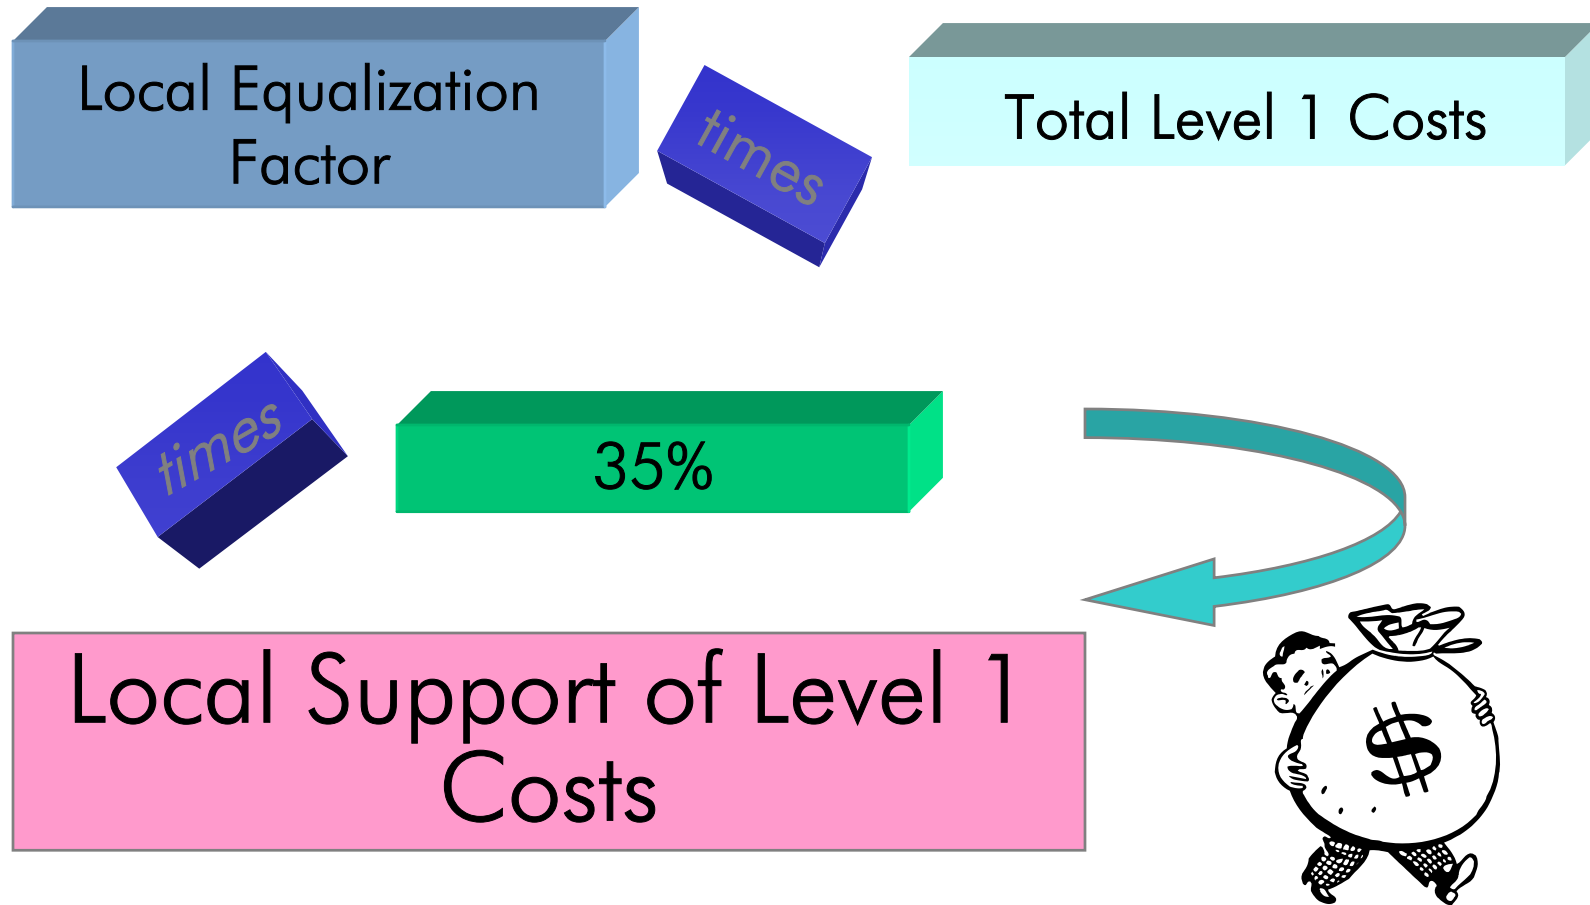 Local Equalization
Factor
times
Total Level 1 Costs
times
35%
Local Support of Level 1
Costs
$